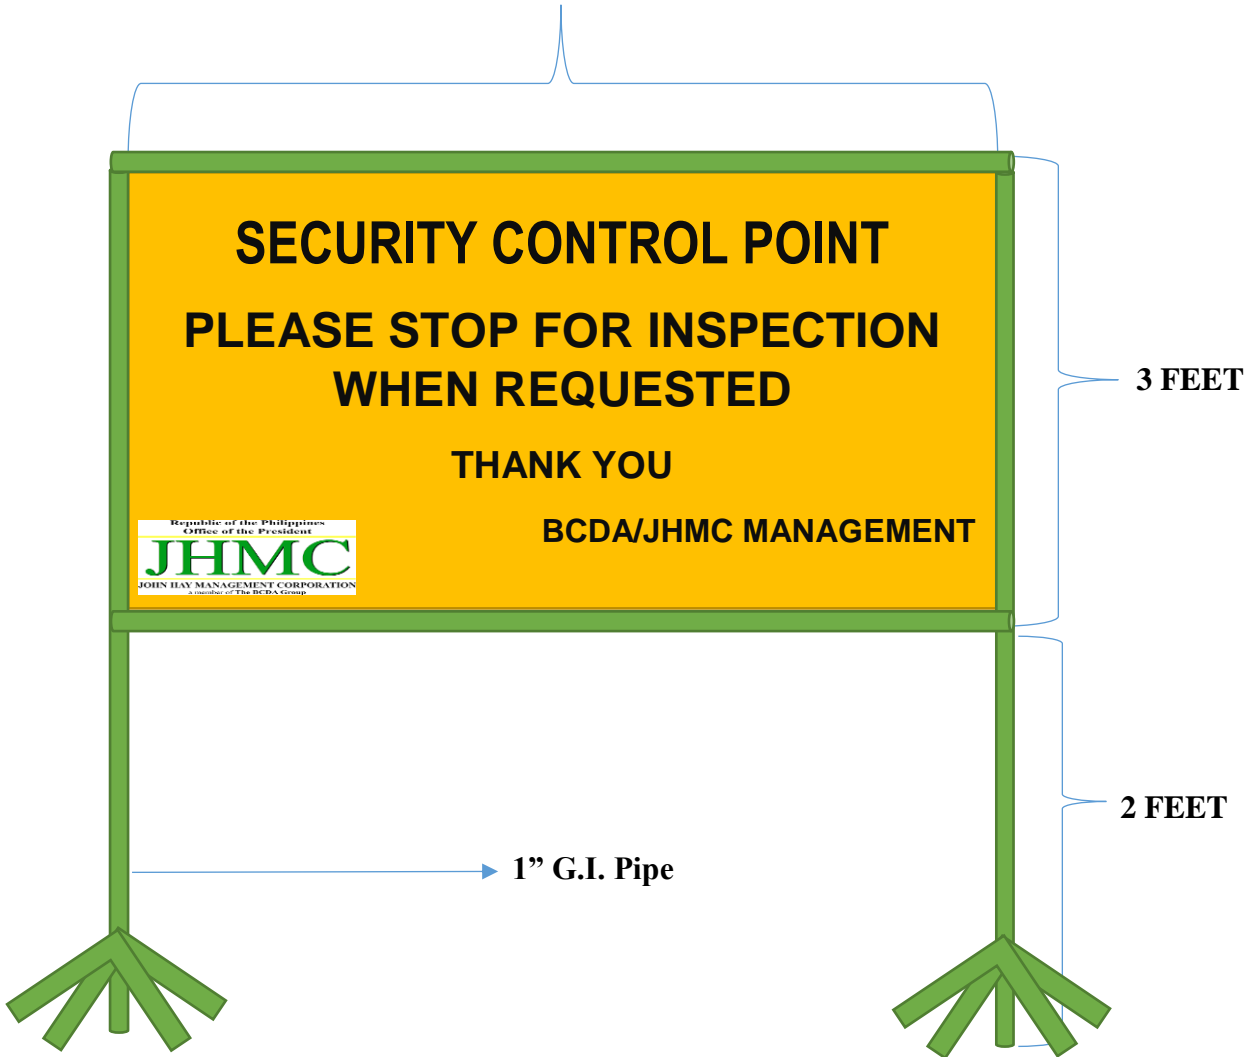 SECURITY CONTROL POINT
PLEASE STOP FOR INSPECTION
WHEN REQUESTED
THANK YOU
BCDA/JHMC MANAGEMENT
Republic of the Philippines
Office of the President
JHMC
JOHN HAY MANAGEMENT CORPORATION
a member of The BCDA Group
3 FEET
2 FEET
1” G.I. Pipe